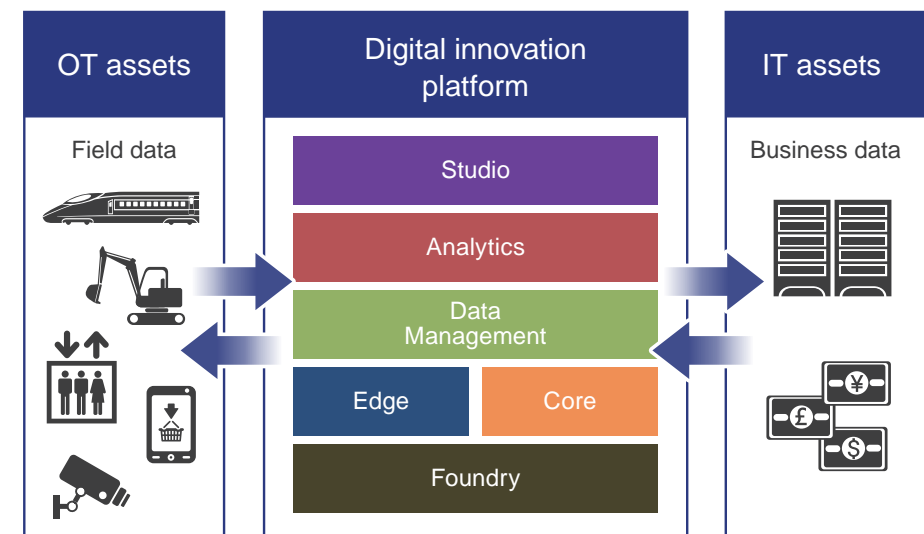 OT assets
Field data
Digital innovation
platform
Studio
Analytics
Data
Management
Edge
Core
Foundry
IT assets
Business data
¥
£
$